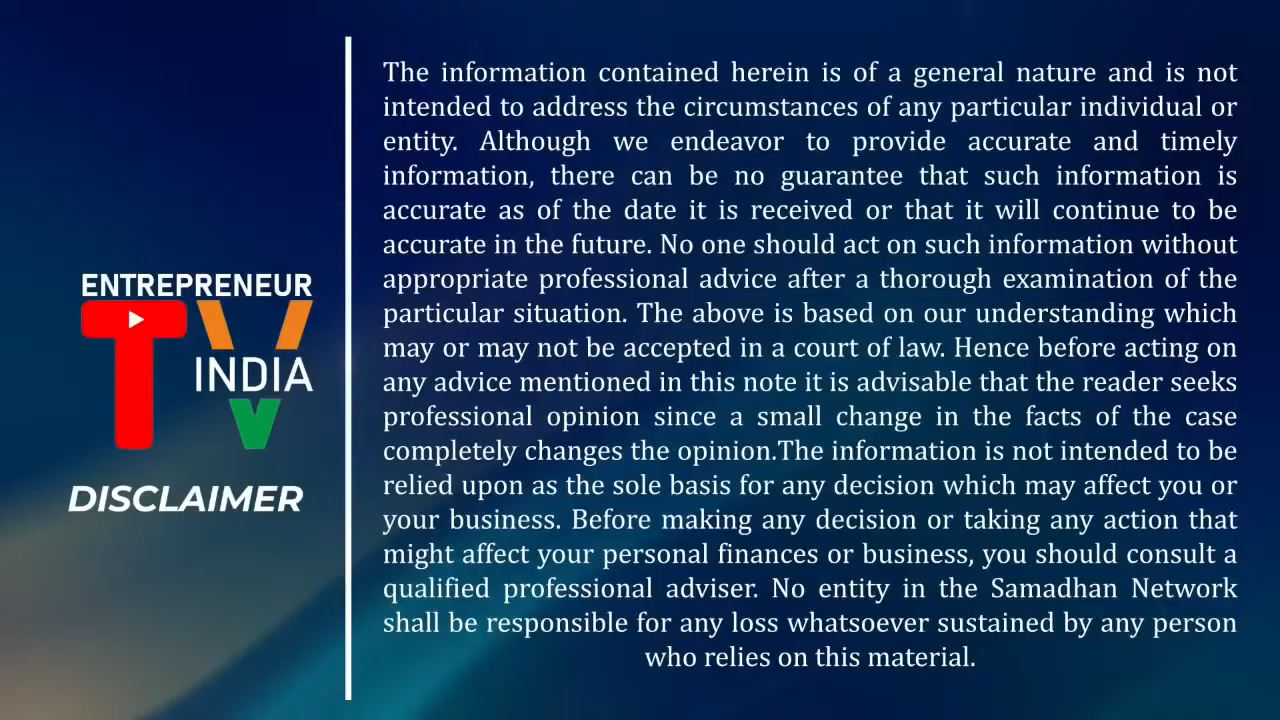 ENTREPRENEUR
TV
INDIA
DISCLAIMER
The information contained herein is of a general nature and is not
intended to address the circumstances of any particular individual or
entity. Although we endeavor to provide accurate and timely
information, there can be no guarantee that such information is
accurate as of the date it is received or that it will continue to be
accurate in the future. No one should act on such information without
appropriate professional advice after a thorough examination of the
particular situation. The above is based on our understanding which
may or may not be accepted in a court of law. Hence before acting on
any advice mentioned in this note it is advisable that the reader seeks
professional opinion since a small change in the facts of the case
completely changes the opinion.The information is not intended to be
relied upon as the sole basis for any decision which may affect you or
your business. Before making any decision or taking any action that
might affect your personal finances or business, you should consult a
qualified professional adviser. No entity in the Samadhan Network
shall be responsible for any loss whatsoever sustained by any person
who relies on this material.